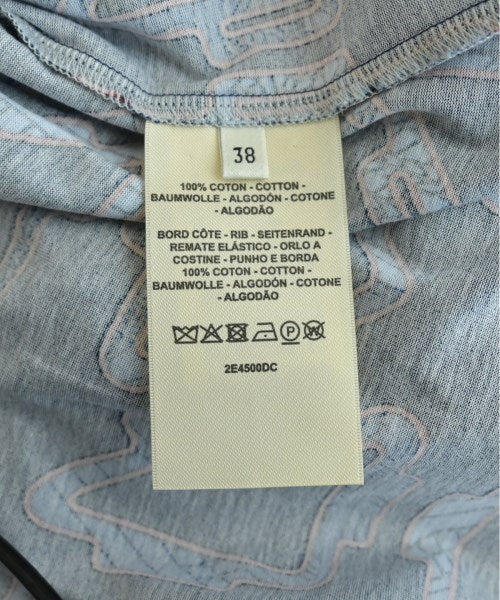 38
100% COTON - COTTON -
BAUMWOLLE - ALGODÓN - COTONE
- ALGODÃO
BORD CÔTE - RIB - SEITENRAND -
REMATE ELÁSTICO - ORLO A
COSTINE - PUNHO E BORDA
100% COTON - COTTON -
BAUMWOLLE - ALGODÓN - COTONE
- ALGODÃO
P W
2E4500DC